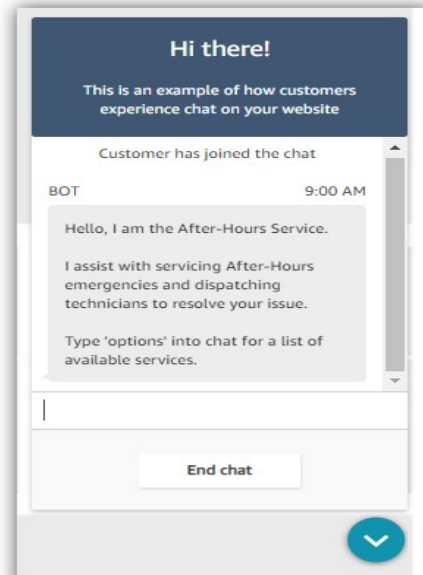 Hi there!
This is an example of how customers
experience chat on your website
Customer has joined the chat
BOT 9:00 AM
Hello, I am the After-Hours Service.
I assist with servicing After-Hours
emergencies and dispatching
technicians to resolve your issue.
Type 'options' into chat for a list of
available services.
End chat